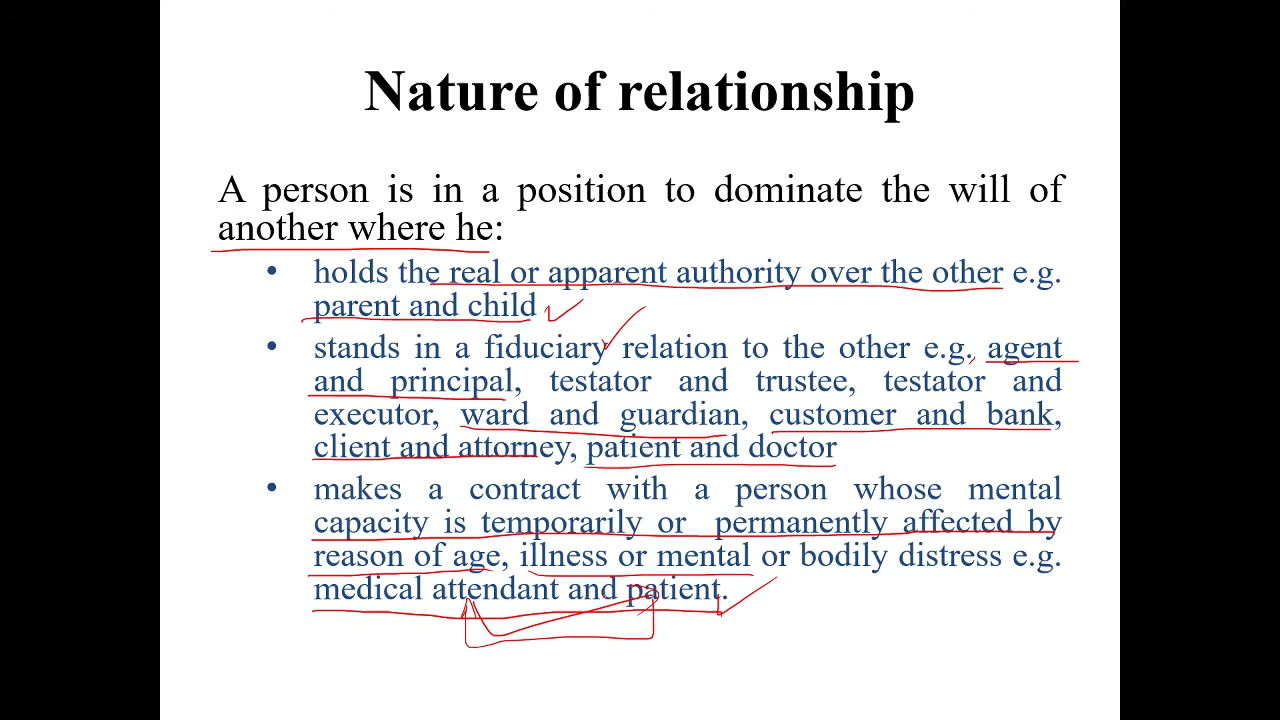 Nature of relationship
A person is in a position to dominate the will of
another where he:
• holds the real or apparent authority over the other e.g.
parent and child
• stands in a fiduciary relation to the other e.g. agent
and principal, testator and trustee, testator and
executor, ward and guardian, customer and bank,
client and attorney, patient and doctor
• makes a contract with a person whose mental
capacity is temporarily or permanently affected by
reason of age, illness or mental or bodily distress e.g.
medical attendant and patient.